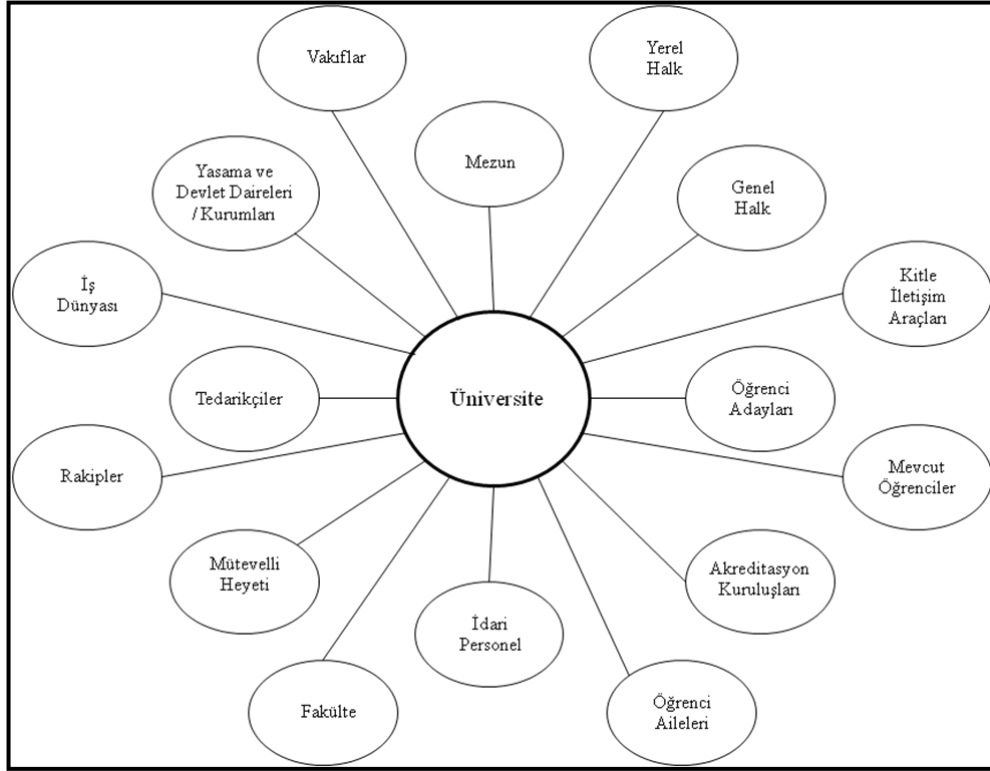 Vakıflar
Yerel
Halk
Mezun
Yasama ve
Devlet Daireleri
/ Kurumları
Genel
Halk
İş
Dünyası
Kitle
İletişim
Araçları
Tedarikçiler
Üniversite
Öğrenci
Adayları
Rakipler
Mevcut
Öğrenciler
Mütevelli
Heyeti
Akreditasyon
Kuruluşları
İdari
Personel
Fakülte
Öğrenci
Aileleri